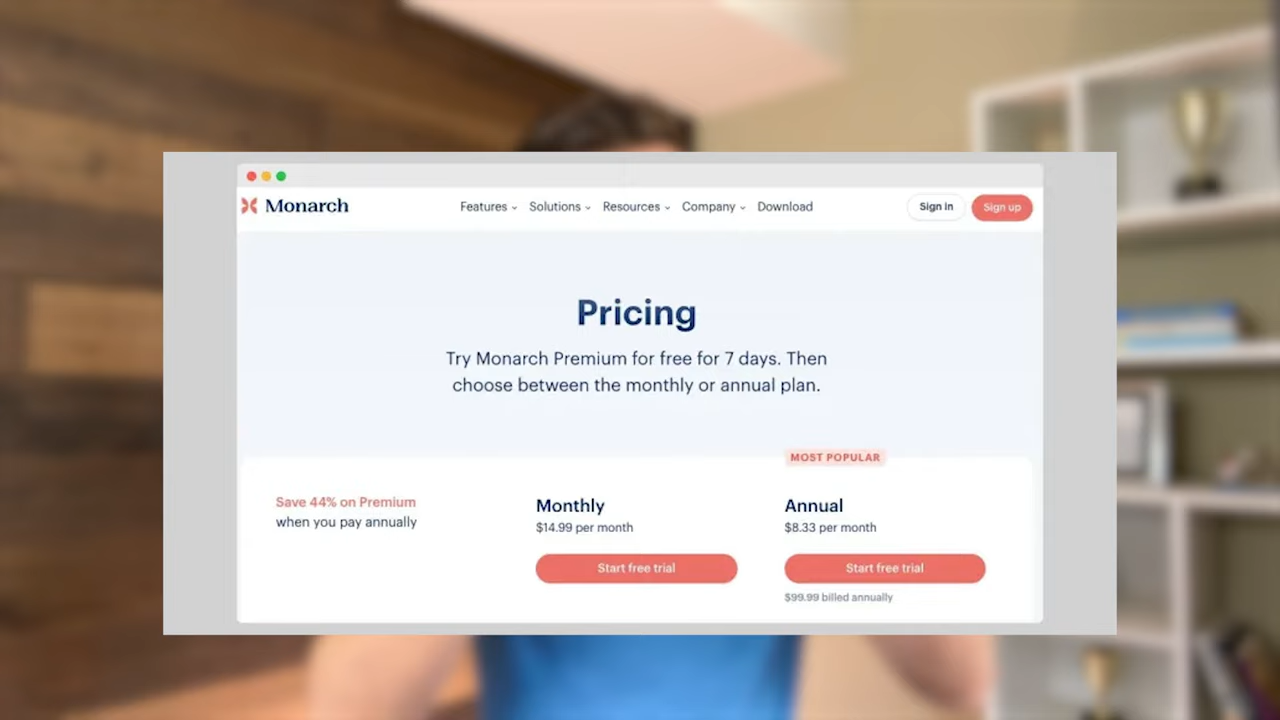 Monarch
Features
Solutions
Resources
Company
Download
Sign in
Sign up
Pricing
Try Monarch Premium for free for 7 days. Then
choose between the monthly or annual plan.
MOST POPULAR
Save 44% on Premium
when you pay annually
Monthly
$14.99 per month
Start free trial
Annual
$8.33 per month
Start free trial
$99.99 billed annually